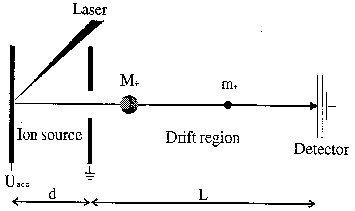 Laser
M+
m+
Ion source
Drift region
Detector
Uacc
d
L